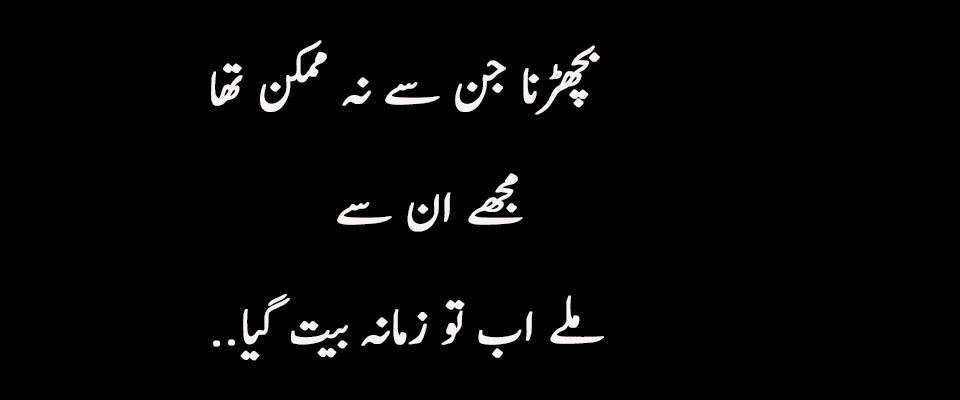 بچھڑنا جن سے نہ ممکن تھا
مجھے ان سے
ملے اب تو زمانہ بیت گیا..